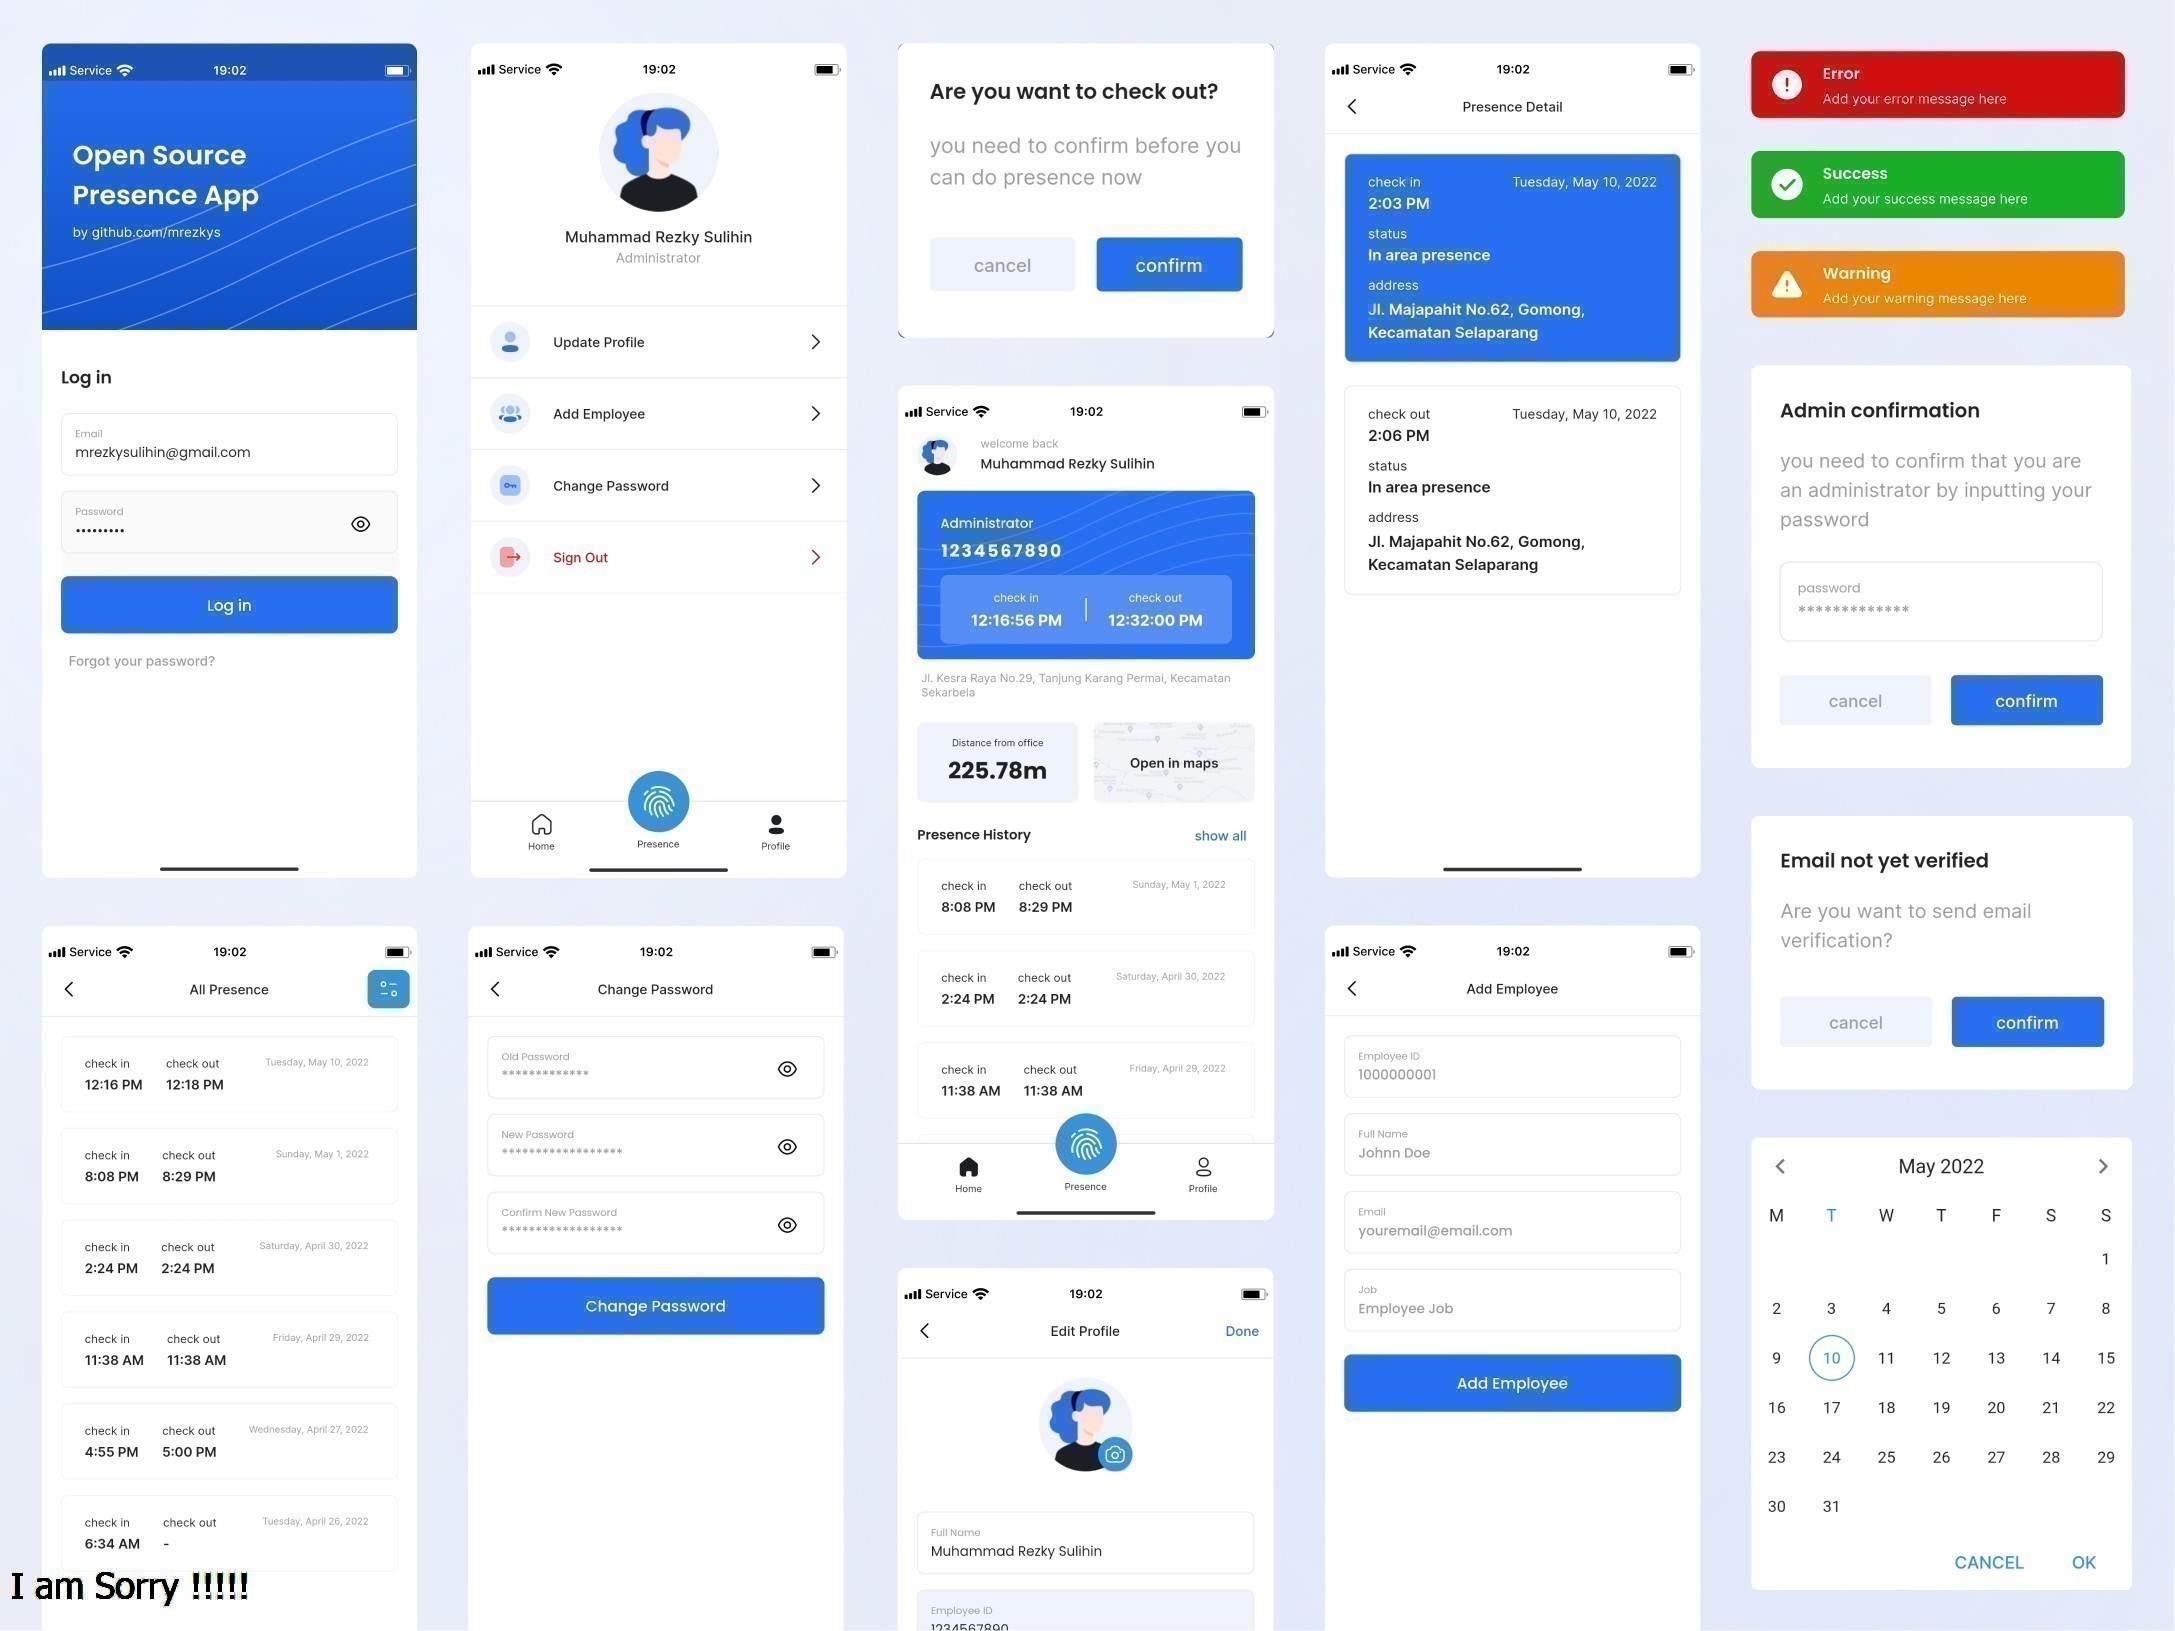 Service 19:02
Open Source
Presence App
by github.com/mrezkys
Log in
Email
mrezkysulihin@gmail.com
Password
•••••••••
Log in
Forgot your password?
Service 19:02
Muhammad Rezky Sulihin
Administrator
Update Profile
Add Employee
Change Password
Sign Out
Home Presence Profile
Are you want to check out?
you need to confirm before you
can do presence now
cancel confirm
Service 19:02
welcome back
Muhammad Rezky Sulihin
Administrator
1234567890
check in check out
12:16:56 PM 12:32:00 PM
Jl. Kesra Raya No.29, Tanjung Karang Permai, Kecamatan
Sekarbela
Distance from office
225.78m
Open in maps
Presence History show all
check in check out Sunday, May 1, 2022
8:08 PM 8:29 PM
check in check out Saturday, April 30, 2022
2:24 PM 2:24 PM
check in check out Friday, April 29, 2022
11:38 AM 11:38 AM
Home Presence Profile
Service 19:02
Presence Detail
check in Tuesday, May 10, 2022
2:03 PM
status
In area presence
address
Jl. Majapahit No.62, Gomong,
Kecamatan Selaparang
check out Tuesday, May 10, 2022
2:06 PM
status
In area presence
address
Jl. Majapahit No.62, Gomong,
Kecamatan Selaparang
Error
Add your error message here
Success
Add your success message here
Warning
Add your warning message here
Admin confirmation
you need to confirm that you are
an administrator by inputting your
password
password
*************
cancel confirm
Email not yet verified
Are you want to send email
verification?
cancel confirm
Service 19:02
All Presence
check in check out Tuesday, May 10, 2022
12:16 PM 12:18 PM
check in check out Sunday, May 1, 2022
8:08 PM 8:29 PM
check in check out Saturday, April 30, 2022
2:24 PM 2:24 PM
check in check out Friday, April 29, 2022
11:38 AM 11:38 AM
check in check out Wednesday, April 27, 2022
4:55 PM 5:00 PM
check in check out Tuesday, April 26, 2022
6:34 AM -
I am Sorry !!!!!
Service 19:02
Change Password
Old Password
*************
New Password
******************
Confirm New Password
******************
Change Password
Service 19:02
Edit Profile Done
Full Name
Muhammad Rezky Sulihin
Employee ID
1234567890
Service 19:02
Add Employee
Employee ID
1000000001
Full Name
Johnn Doe
Email
youremail@email.com
Job
Employee Job
Add Employee
May 2022
M T W T F S S
1
2 3 4 5 6 7 8
9 10 11 12 13 14 15
16 17 18 19 20 21 22
23 24 25 26 27 28 29
30 31
CANCEL OK